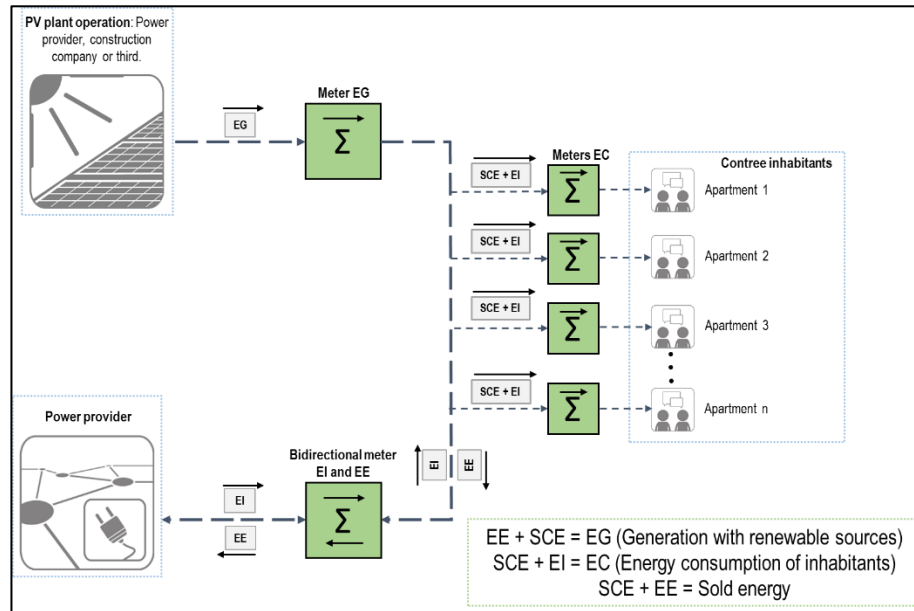 PV plant operation: Power
provider, construction
company or third.
EG
Meter EG
Σ
SCE + EI
Meters EC
Σ
Contree inhabitants
Apartment 1
SCE + EI
Σ
Apartment 2
SCE + EI
Σ
Apartment 3
SCE + EI
Σ
Apartment n
Power provider
EI
EE
Bidirectional meter
EI and EE
Σ
EI
EE
EE + SCE = EG (Generation with renewable sources)
SCE + EI = EC (Energy consumption of inhabitants)
SCE + EE = Sold energy